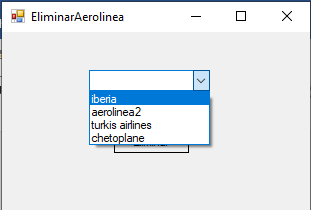 EliminarAerolinea
iberia
aerolinea2
turkis airlines
chetoplane